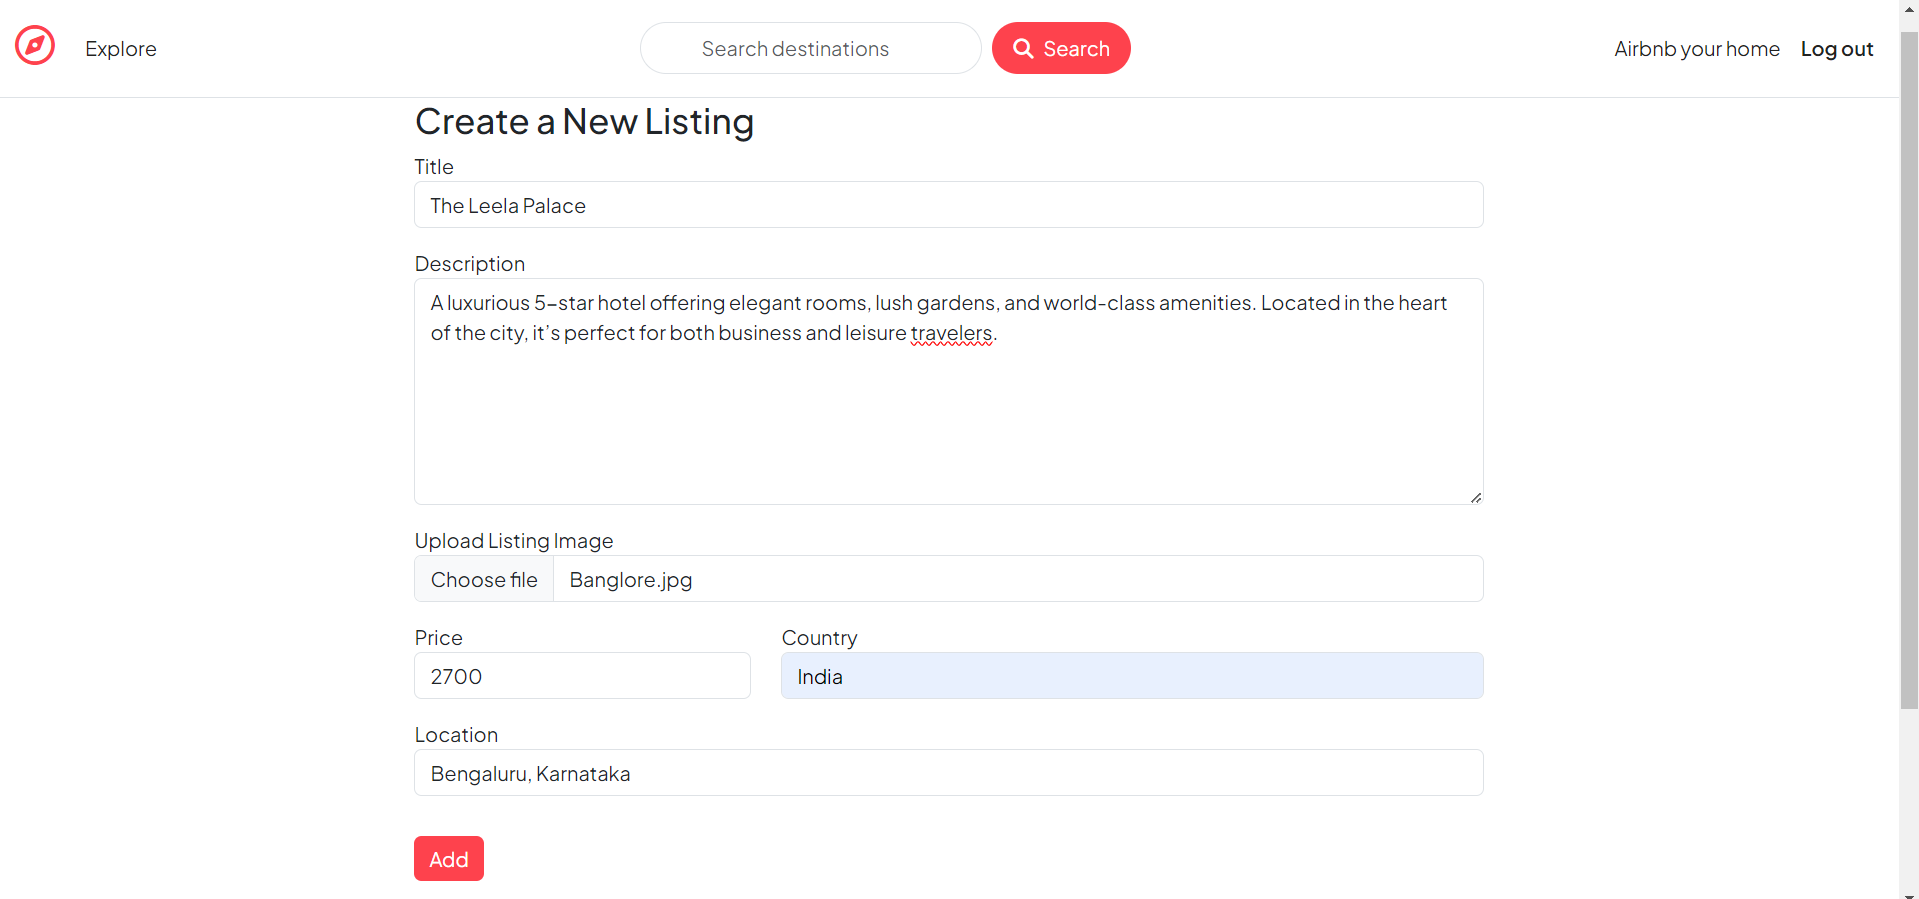 Explore
Search destinations
Search
Airbnb your home
Log out
Create a New Listing
Title
The Leela Palace
Description
A luxurious 5–star hotel offering elegant rooms, lush gardens, and world-class amenities. Located in the heart
of the city, it’s perfect for both business and leisure travelers.
Upload Listing Image
Choose file
Banglore.jpg
Price
Country
2700
India
Location
Bengaluru, Karnataka
Add